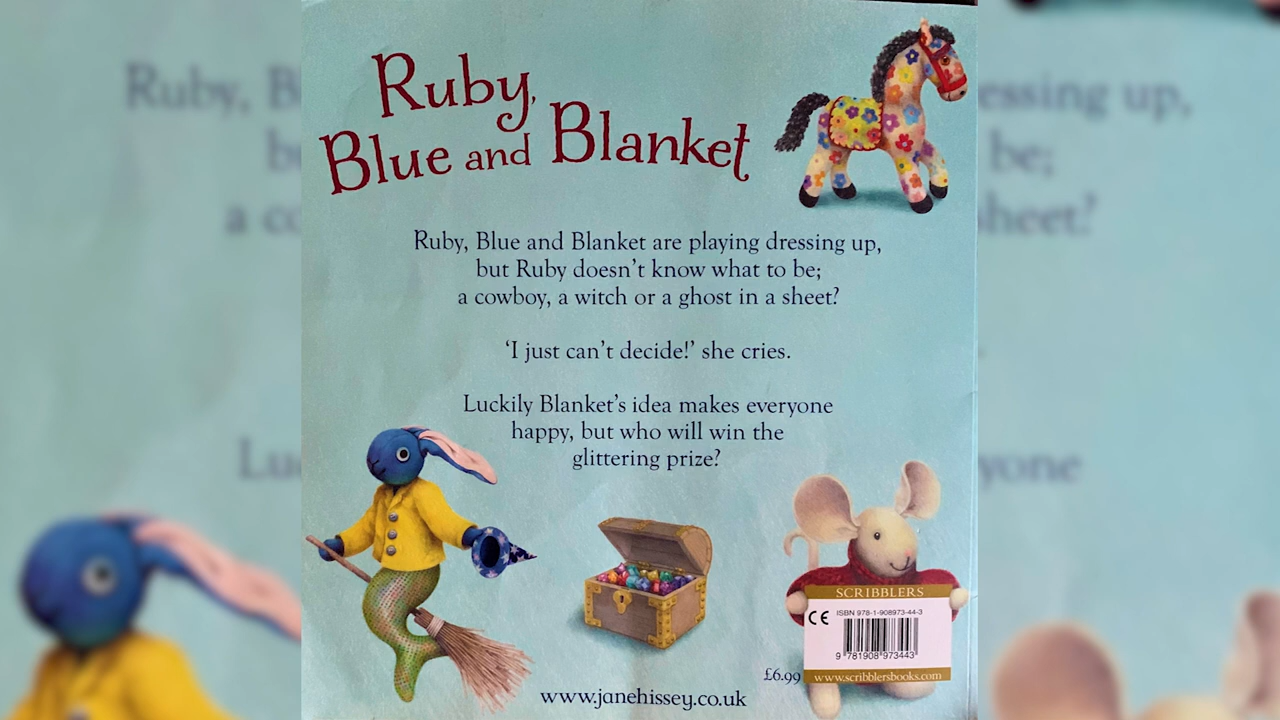 Ruby,
Blue and Blanket
Ruby, Blue and Blanket are playing dressing up,
but Ruby doesn't know what to be;
a cowboy, a witch or a ghost in a sheet?
‘I just can't decide!’ she cries.
Luckily Blanket's idea makes everyone
happy, but who will win the
glittering prize?
SCRIBBLERS
CE ISBN 978-1-908973-44-3
9 781908 973443
£6.99
www.scribblersbooks.com
www.janehissey.co.uk